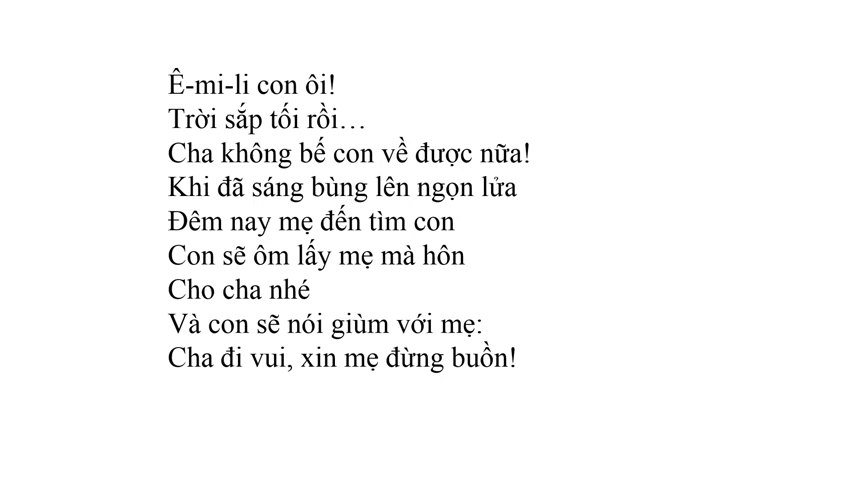 Ê-mi-li con ôi!
Trời sắp tối rồi…
Cha không bế con về được nữa!
Khi đã sáng bùng lên ngọn lửa
Đêm nay mẹ đến tìm con
Con sẽ ôm lấy mẹ mà hôn
Cho cha nhé
Và con sẽ nói giùm với mẹ:
Cha đi vui, xin mẹ đừng buồn!